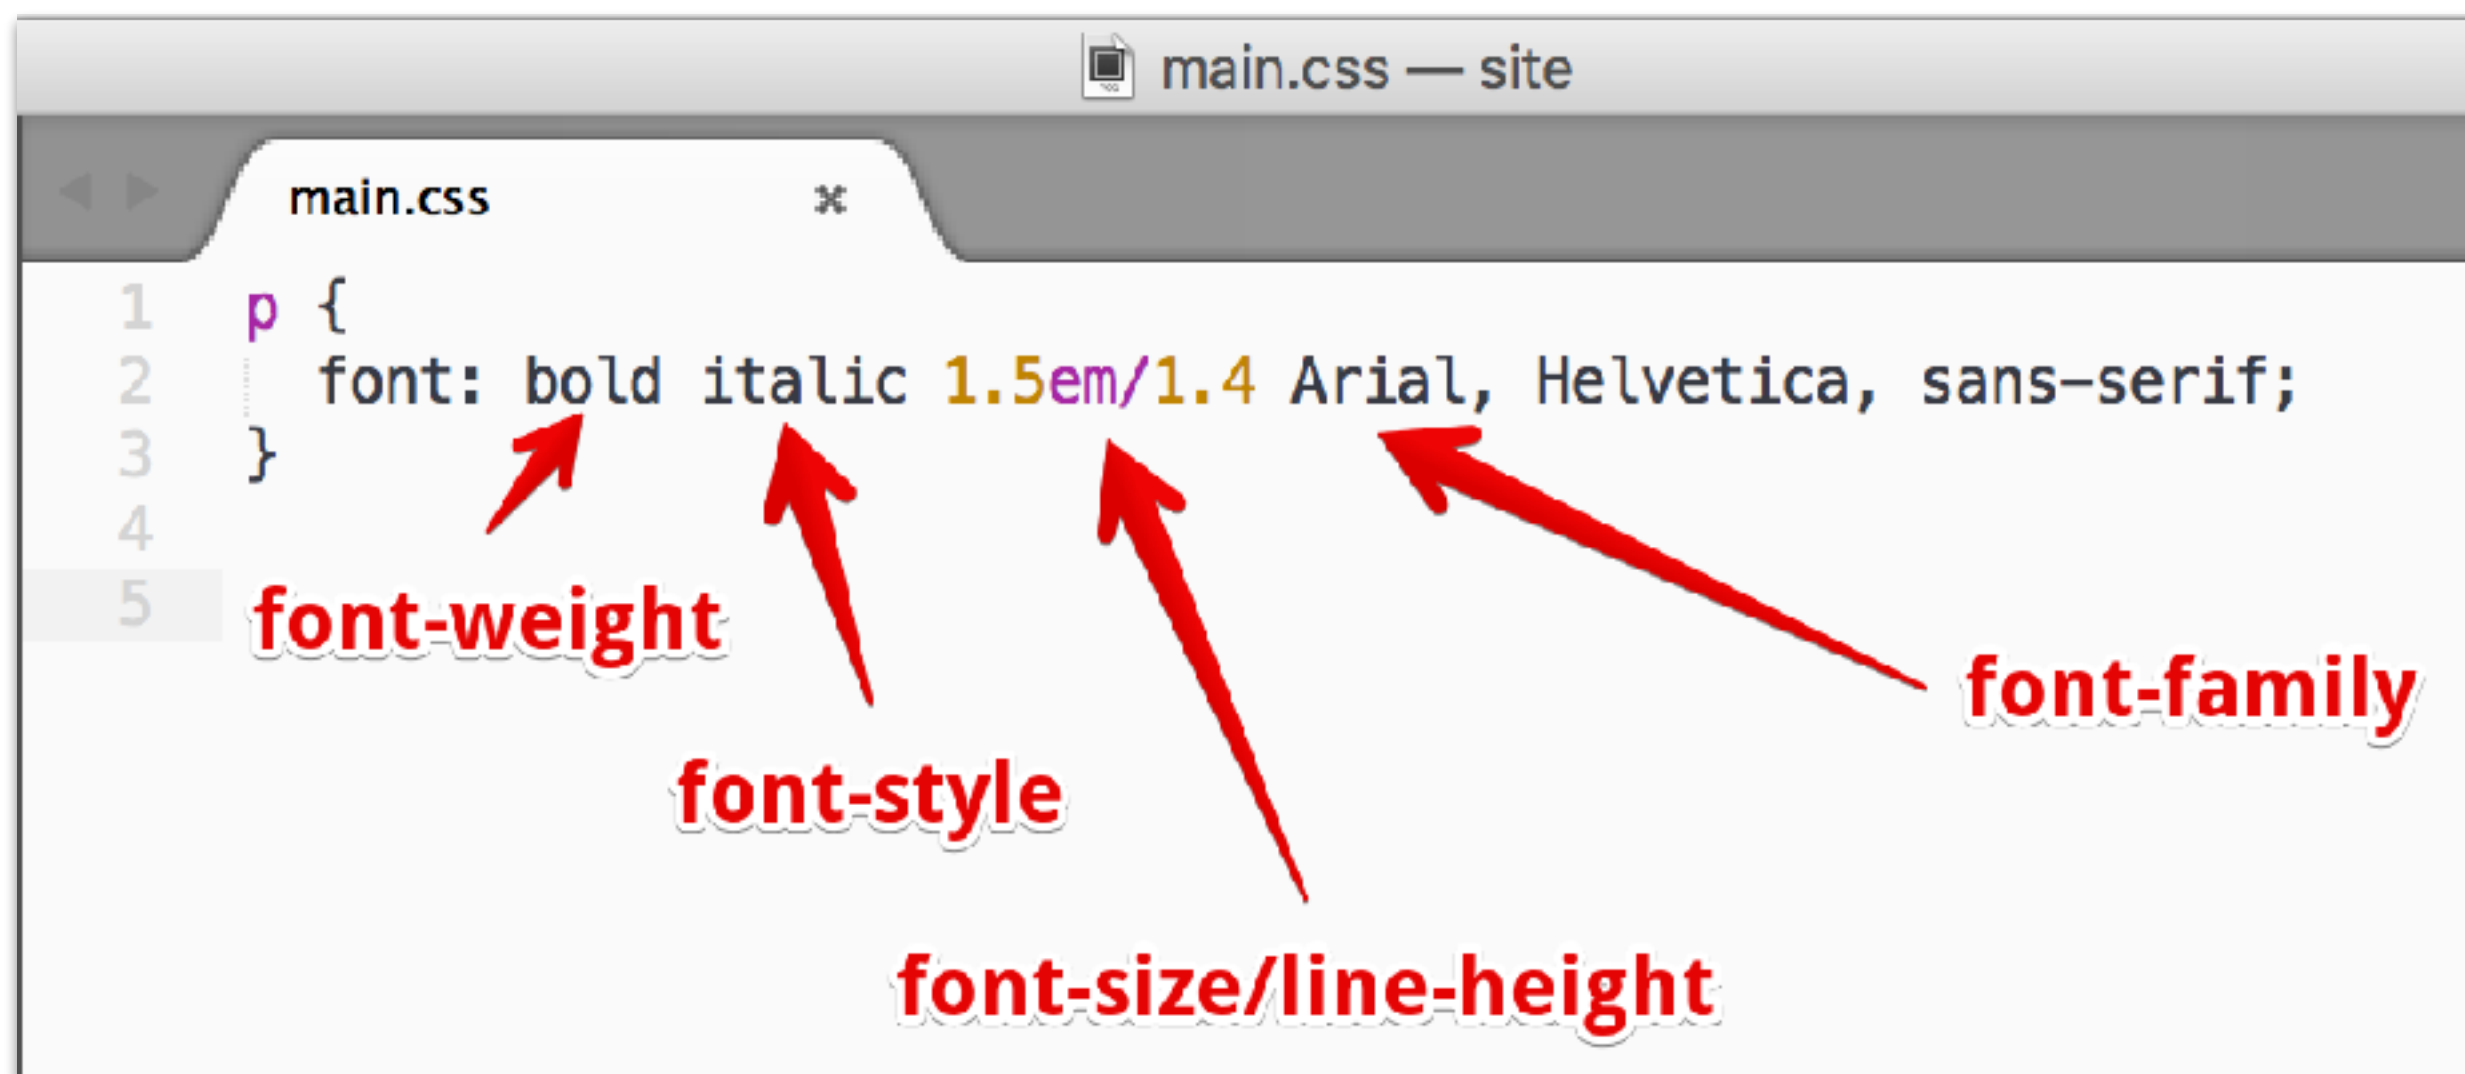 main.css — site
main.css
1 p {
2 font: bold italic 1.5em/1.4 Arial, Helvetica, sans-serif;
3 }
4
5
font-weight
font-family
font-style
font-size/line-height